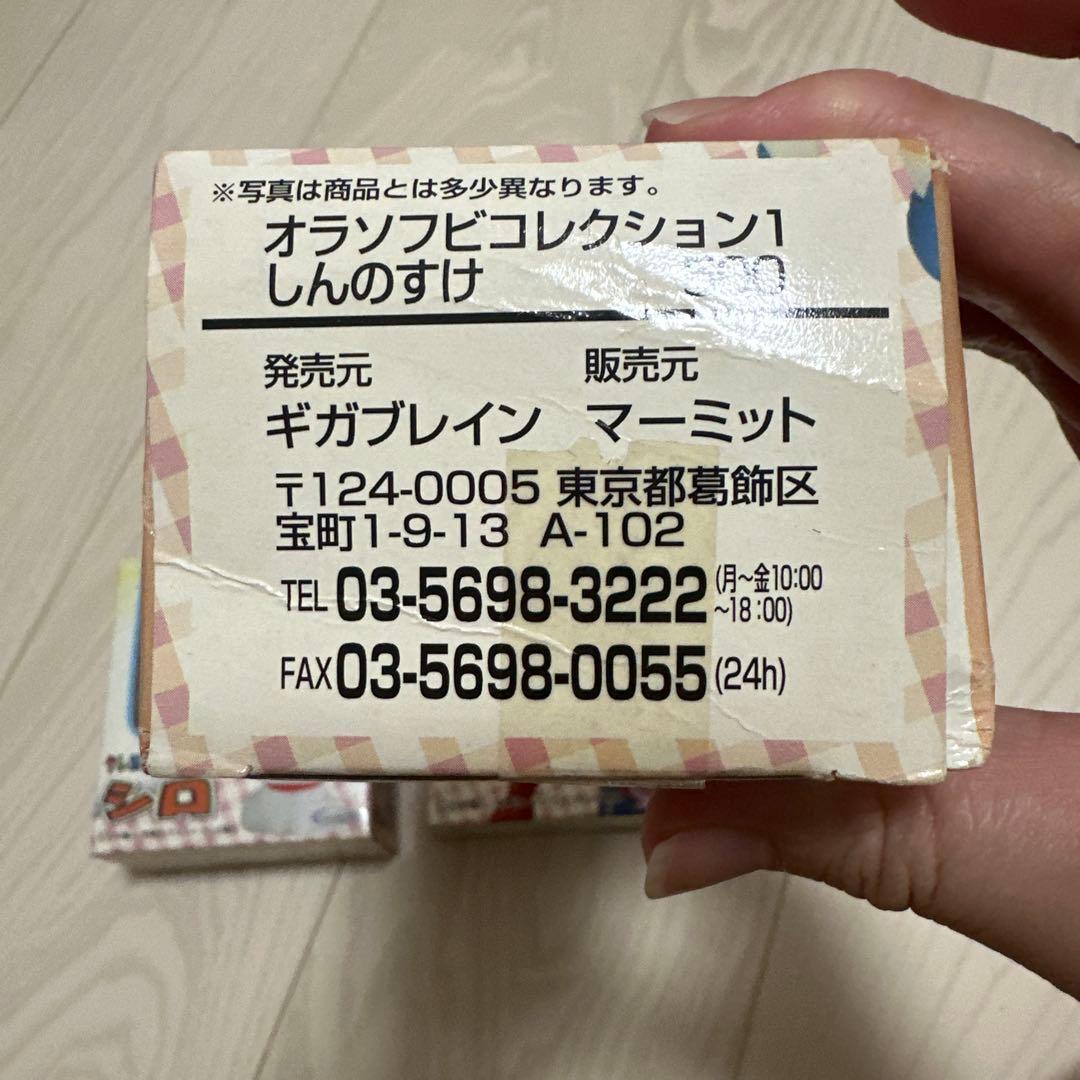 ※写真は商品とは多少異なります。
オラソフビコレクション1
しんのすけ
発売元 販売元
ギガブレイン マーミット
〒124-0005 東京都葛飾区
宝町1-9-13 A-102
TEL 03-5698-3222 (月〜金10:00
〜18:00)
FAX 03-5698-0055 (24h)
シロ